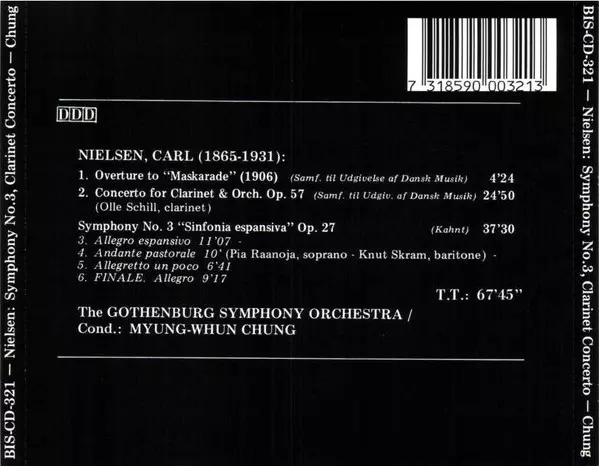 BIS-CD-321 — Nielsen: Symphony No.3, Clarinet Concerto — Chung
7 318590 003213
DDD
NIELSEN, CARL (1865-1931):
1. Overture to "Maskarade" (1906) (Samf. til Udgivelse af Dansk Musik) 4'24
2. Concerto for Clarinet & Orch. Op. 57 (Samf. til Udgiv. af Dansk Musik) 24'50
(Olle Schill, clarinet)
Symphony No. 3 "Sinfonia espansiva" Op. 27 (Kahnt) 37'30
3. Allegro espansivo 11'07 -
4. Andante pastorale 10' (Pia Raanoja, soprano - Knut Skram, baritone) -
5. Allegretto un poco 6'41
6. FINALE. Allegro 9'17
T.T.: 67'45"
The GOTHENBURG SYMPHONY ORCHESTRA /
Cond.: MYUNG-WHUN CHUNG
BIS-CD-321 — Nielsen: Symphony No.3, Clarinet Concerto — Chung